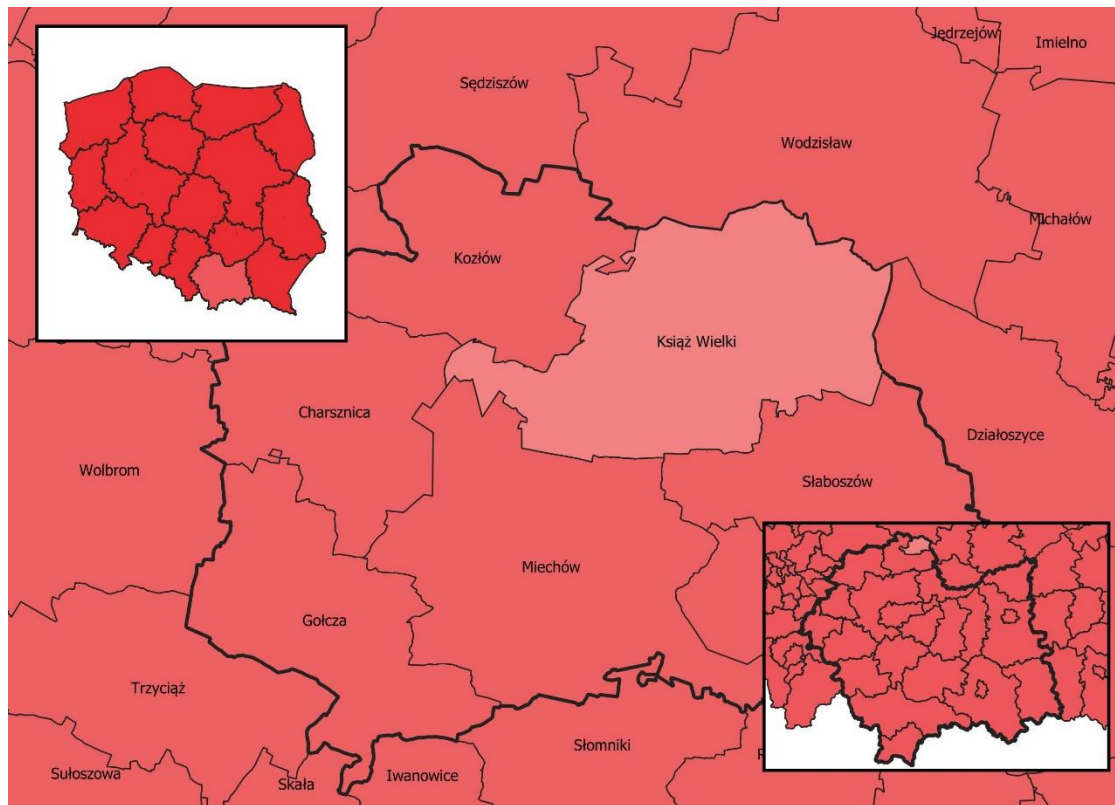 Jędrzejów
Imielno
Sędziszów
Wodzisław
Michałów
Kozłów
Książ Wielki
Charsznica
Działoszyce
Wolbrom
Słaboszów
Miechów
Gołcza
Trzyciąż
Słomniki
Sułoszowa
Skała
Iwanowice